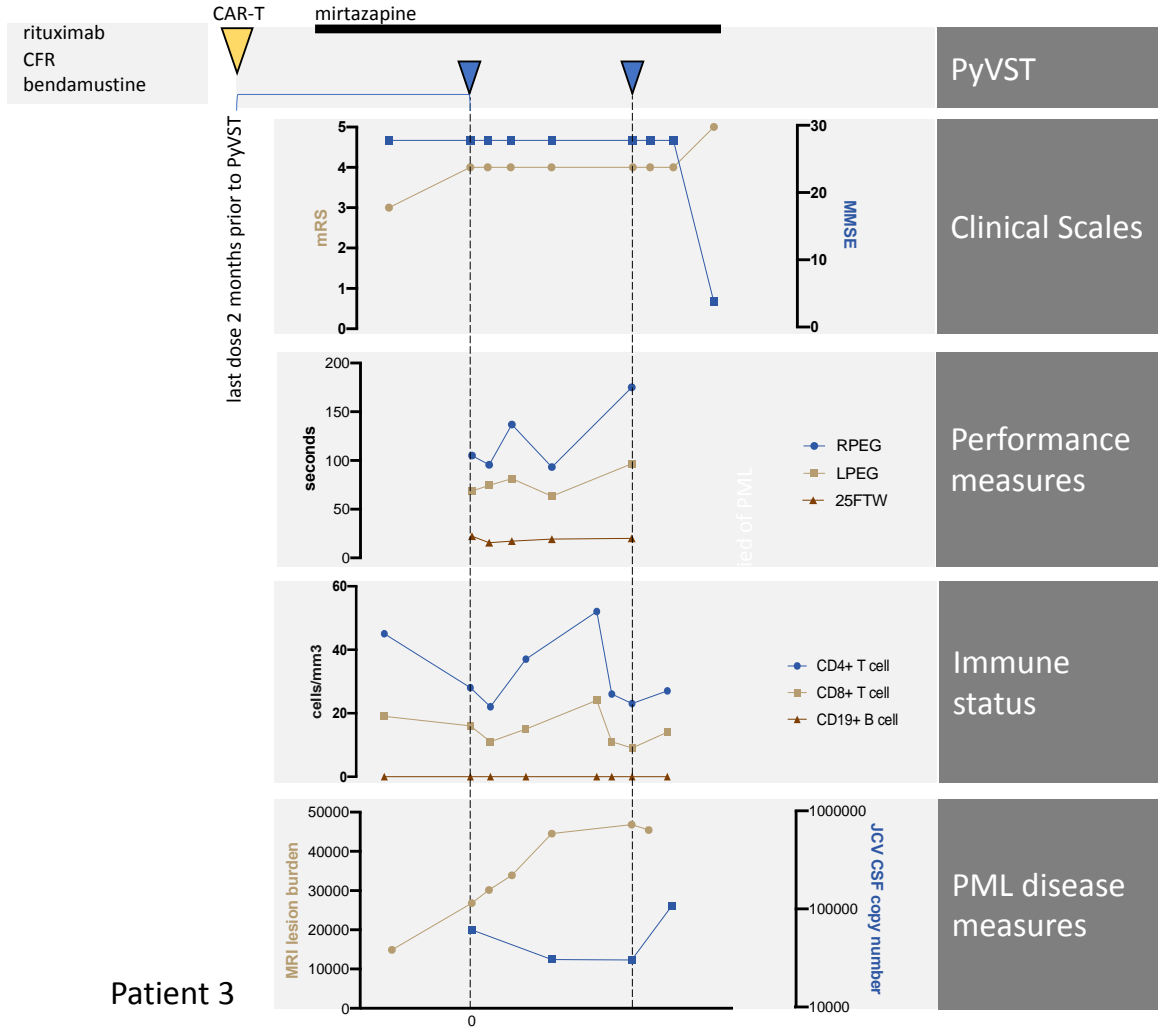 CAR-T
mirtazapine
rituximab
CFR
bendamustine
PyVST
last dose 2 months prior to PyVST
5
4
3
2
1
0
mRS
30
20
10
0
MMSE
Clinical Scales
200
150
100
50
0
seconds
RPEG
LPEG
25FTW
ied of PML
Performance
measures
60
40
20
0
cells/mm3
CD4+ T cell
CD8+ T cell
CD19+ B cell
Immune
status
50000
40000
30000
20000
10000
0
MRI lesion burden
1000000
100000
10000
JCV CSF copy number
PML disease
measures
Patient 3
0